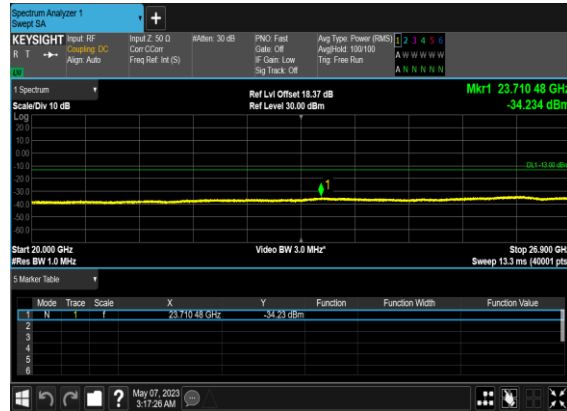 Spectrum Analyzer 1
Swept SA
+
KEYSIGHT Input: RF Input Z: 50 Ω #Atten: 30 dB PNO: Fast Avg Type: Power (RMS) 1 2 3 4 5 6
R T Coupling: DC Corr CCorr Gate: Off Avg|Hold: 100/100 A W W W W W
Align: Auto Freq Ref: Int (S) IF Gain: Low Trig: Free Run
Sig Track: Off A N N N N N
1 Spectrum Ref Lvl Offset 18.37 dB Mkr1 23.710 48 GHz
Scale/Div 10 dB Ref Level 30.00 dBm -34.234 dBm
Log
20.0
10.0
0.00
-10.0 DL1 -13.00 dBm
-20.0
-30.0 1
-40.0
-50.0
-60.0
Start 20.000 GHz Video BW 3.0 MHz* Stop 26.900 GHz
#Res BW 1.0 MHz Sweep 13.3 ms (40001 pts)
5 Marker Table
Mode Trace Scale X Y Function Function Width Function Value
1 N 1 f 23.710 48 GHz -34.23 dBm
2
3
4
5
6
? May 07, 2023
3:17:26 AM